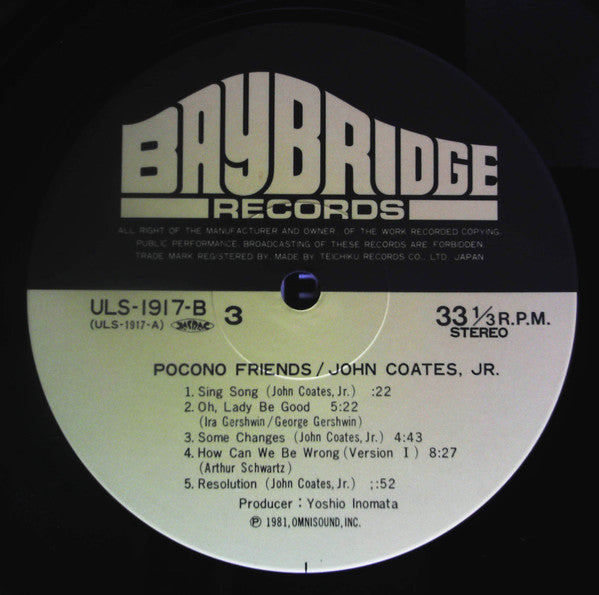 BAYBRIDGE
RECORDS
ALL RIGHT OF THE MANUFACTURER AND OWNER, OF THE WORK RECORDED COPYING,
PUBLIC PERFORMANCE, BROADCASTING OF THESE RECORDS ARE FORBIDDEN.
TRADE MARK REGISTERED BY, MADE BY TEICHIKU RECORDS CO., LTD. JAPAN
ULS-1917-B 3 33 1/3 R.P.M.
(ULS-1917-A) JASRAC STEREO
POCONO FRIENDS / JOHN COATES, JR.
1. Sing Song (John Coates, Jr.) :22
2. Oh, Lady Be Good 5:22
(Ira Gershwin/George Gershwin)
3. Some Changes (John Coates, Jr.) 4:43
4. How Can We Be Wrong (Version I) 8:27
(Arthur Schwartz)
5. Resolution (John Coates, Jr.) ;:52
Producer : Yoshio Inomata
Ⓟ 1981, OMNISOUND, INC.